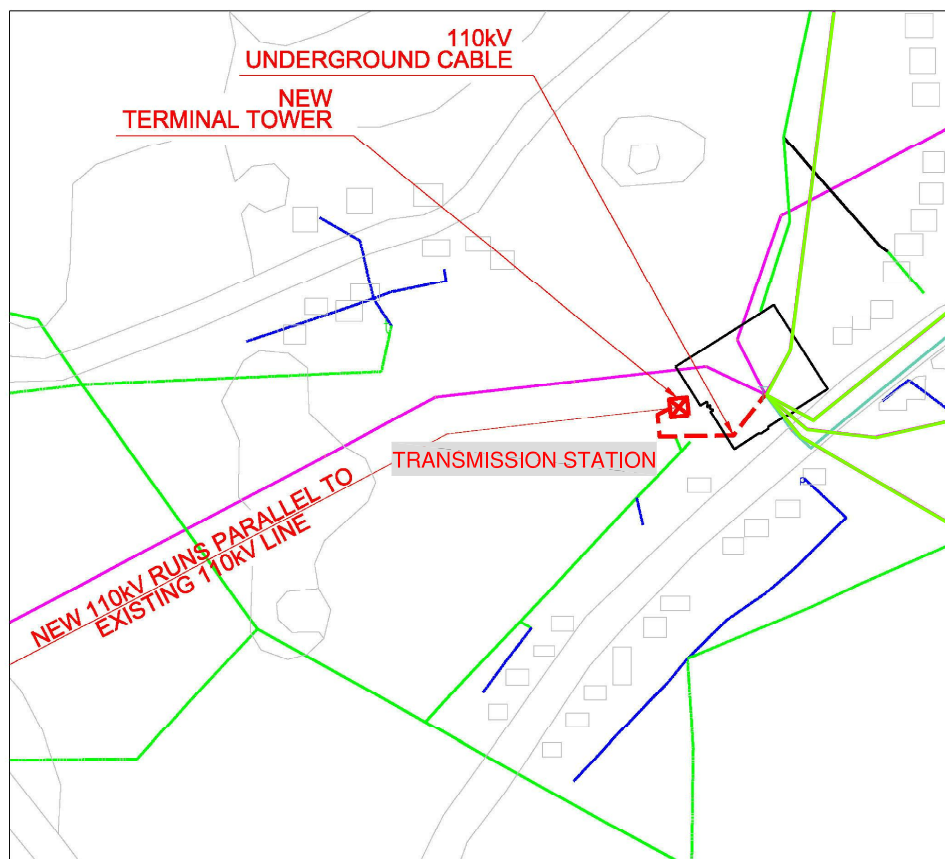 110kV
UNDERGROUND CABLE
NEW
TERMINAL TOWER
TRANSMISSION STATION
NEW 110kV RUNS PARALLEL TO
EXISTING 110kV LINE